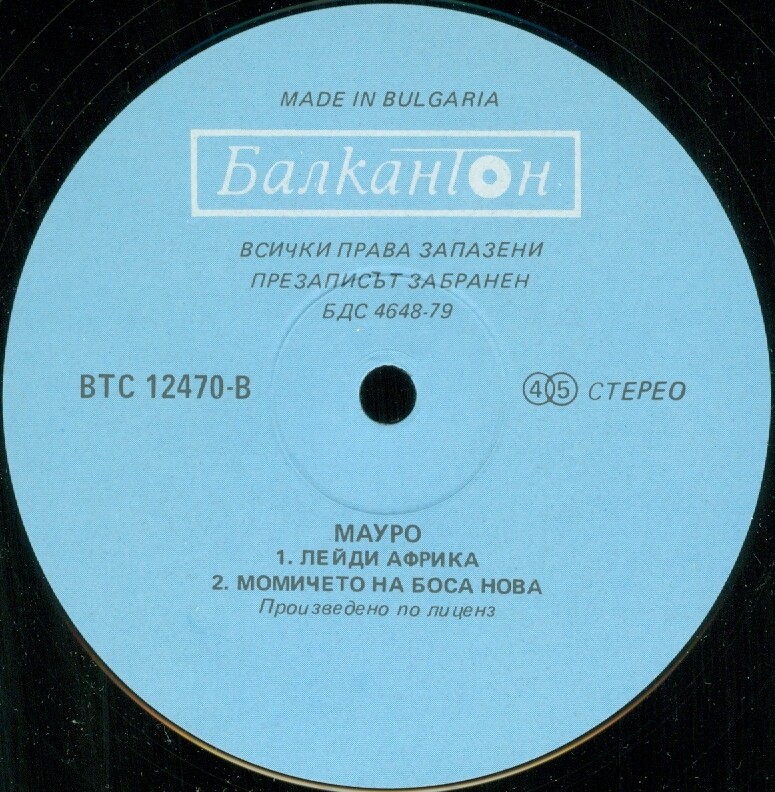 MADE IN BULGARIA
Балкантон
ВСИЧКИ ПРАВА ЗАПАЗЕНИ
ПРЕЗАПИСЪТ ЗАБРАНЕН
БДС 4648-79
ВТС 12470-В
45 СТЕРЕО
МАУРО
1. ЛЕЙДИ АФРИКА
2. МОМИЧЕТО НА БОСА НОВА
Произведено по лиценз